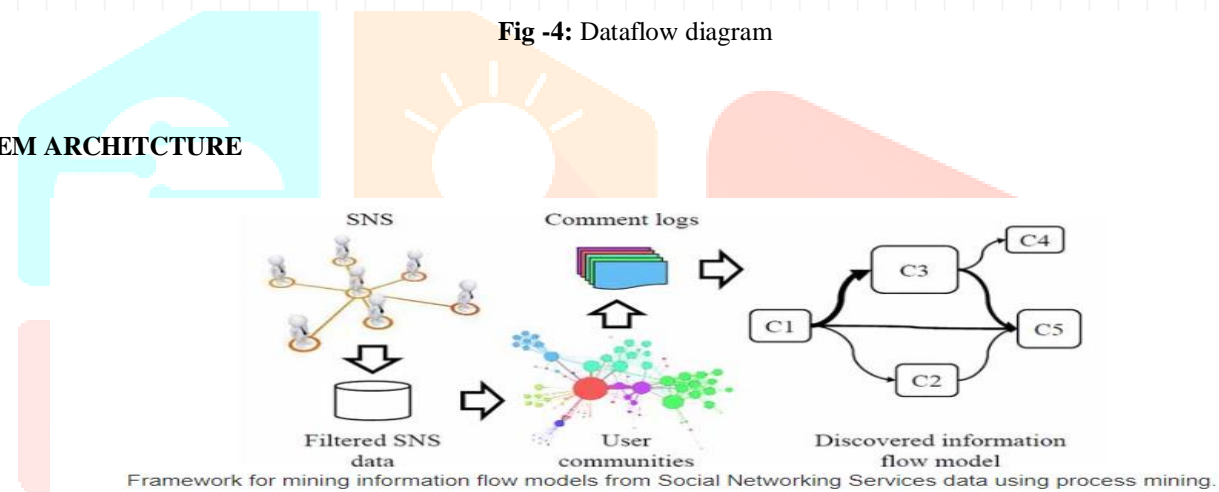 Fig -4: Dataflow diagram
EM ARCHITCTURE
SNS
Comment logs
C4
C3
C1
C5
C2
Filtered SNS
data
User
communities
Discovered information
flow model
Framework for mining information flow models from Social Networking Services data using process mining.